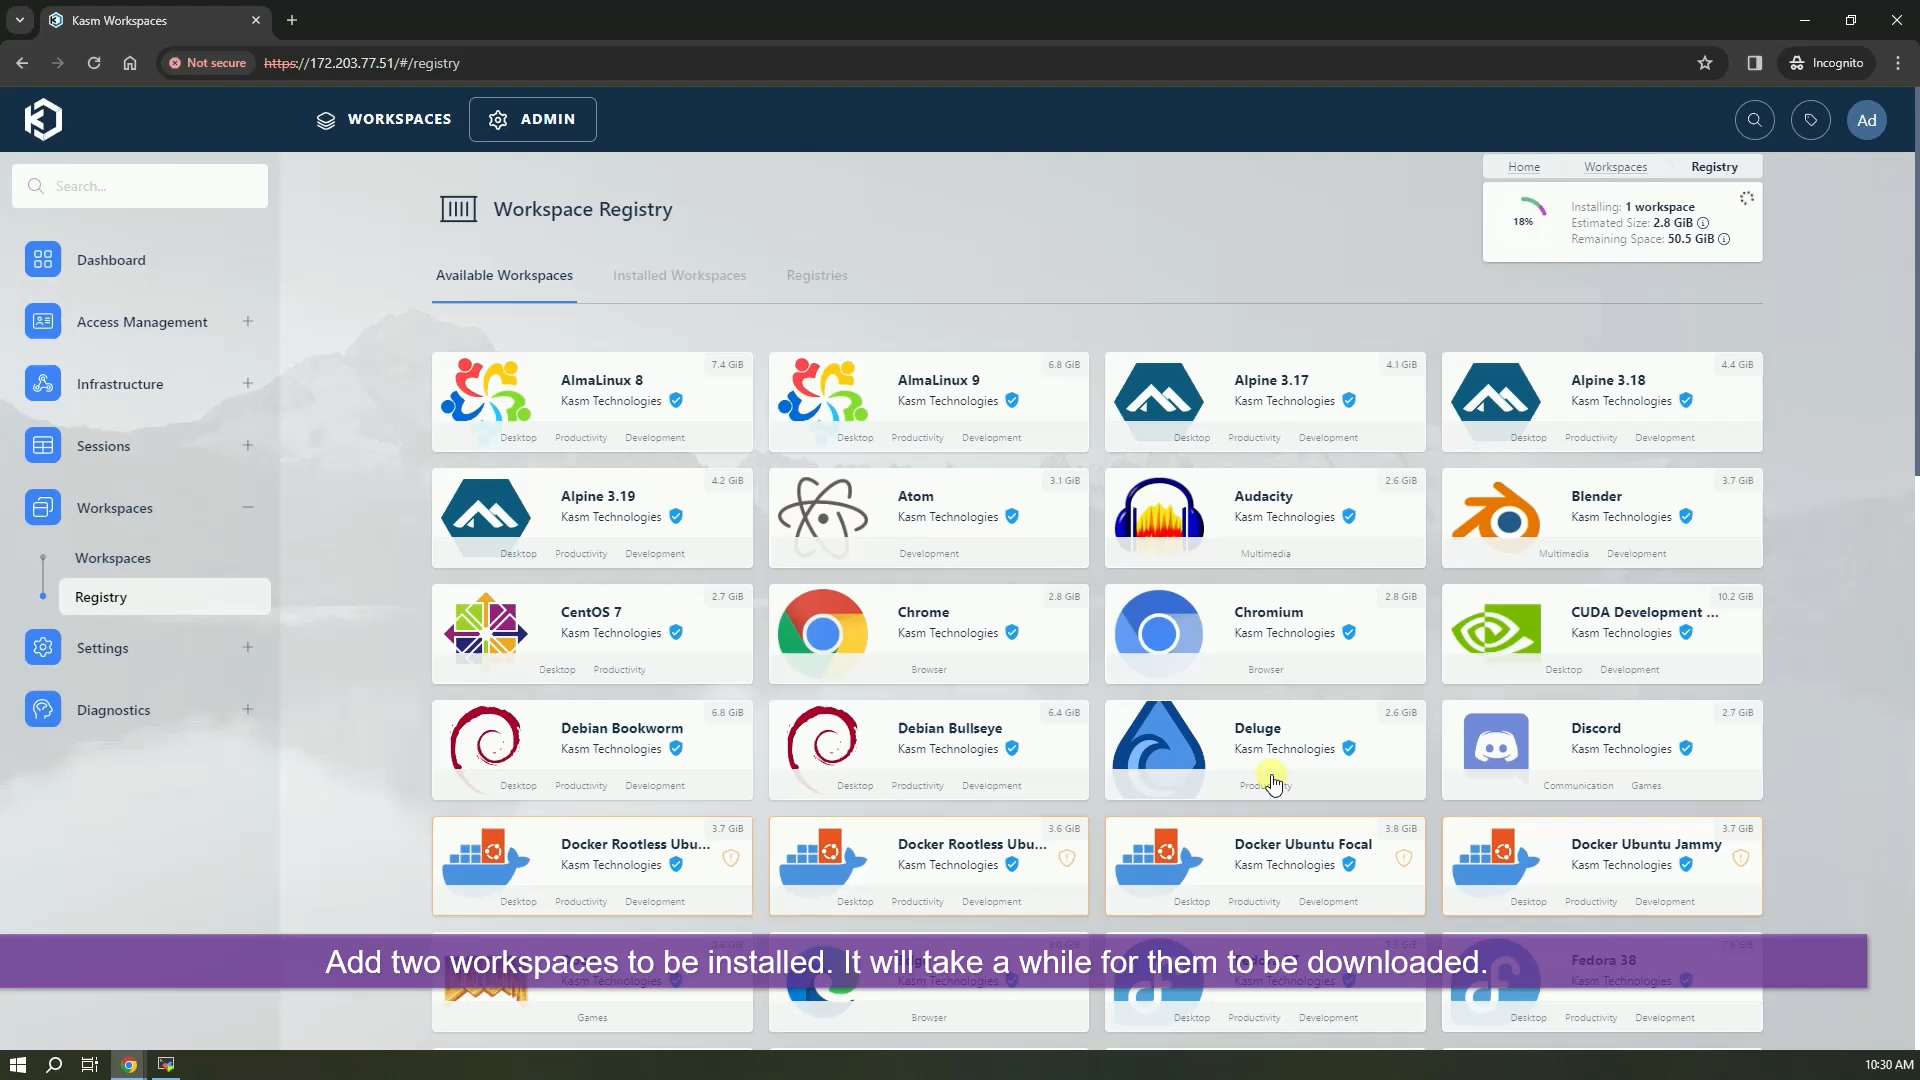 Kasm Workspaces
Not secure
https://172.203.77.51/#/registry
Incognito
WORKSPACES
ADMIN
Ad
Search...
Dashboard
Access Management
Infrastructure
Sessions
Workspaces
Workspaces
Registry
Settings
Diagnostics
Home
Workspaces
Registry
18%
Installing: 1 workspace
Estimated Size: 2.8 GiB
Remaining Space: 50.5 GiB
Workspace Registry
Available Workspaces
Installed Workspaces
Registries
7.4 GiB
AlmaLinux 8
Kasm Technologies
Desktop Productivity Development
6.8 GiB
AlmaLinux 9
Kasm Technologies
Desktop Productivity Development
4.1 GiB
Alpine 3.17
Kasm Technologies
Desktop Productivity Development
4.4 GiB
Alpine 3.18
Kasm Technologies
Desktop Productivity Development
4.2 GiB
Alpine 3.19
Kasm Technologies
Desktop Productivity Development
3.1 GiB
Atom
Kasm Technologies
Development
2.6 GiB
Audacity
Kasm Technologies
Multimedia
3.7 GiB
Blender
Kasm Technologies
Multimedia Development
2.7 GiB
CentOS 7
Kasm Technologies
Desktop Productivity
2.8 GiB
Chrome
Kasm Technologies
Browser
2.8 GiB
Chromium
Kasm Technologies
Browser
10.2 GiB
CUDA Development ...
Kasm Technologies
Desktop Development
6.8 GiB
Debian Bookworm
Kasm Technologies
Desktop Productivity Development
6.4 GiB
Debian Bullseye
Kasm Technologies
Desktop Productivity Development
2.6 GiB
Deluge
Kasm Technologies
2.7 GiB
Discord
Kasm Technologies
Communication Games
3.7 GiB
Docker Rootless Ubu...
Kasm Technologies
Desktop Productivity Development
3.6 GiB
Docker Rootless Ubu...
Kasm Technologies
Desktop Productivity Development
3.8 GiB
Docker Ubuntu Focal
Kasm Technologies
Desktop Productivity Development
3.7 GiB
Docker Ubuntu Jammy
Kasm Technologies
Desktop Productivity Development
Add two workspaces to be installed. It will take a while for them to be downloaded.
Kasm Technologies
Games
Kasm Technologies
Browser
Kasm Technologies
Desktop Productivity Development
Fedora 38
Kasm Technologies
Desktop Productivity Development
10:30 AM